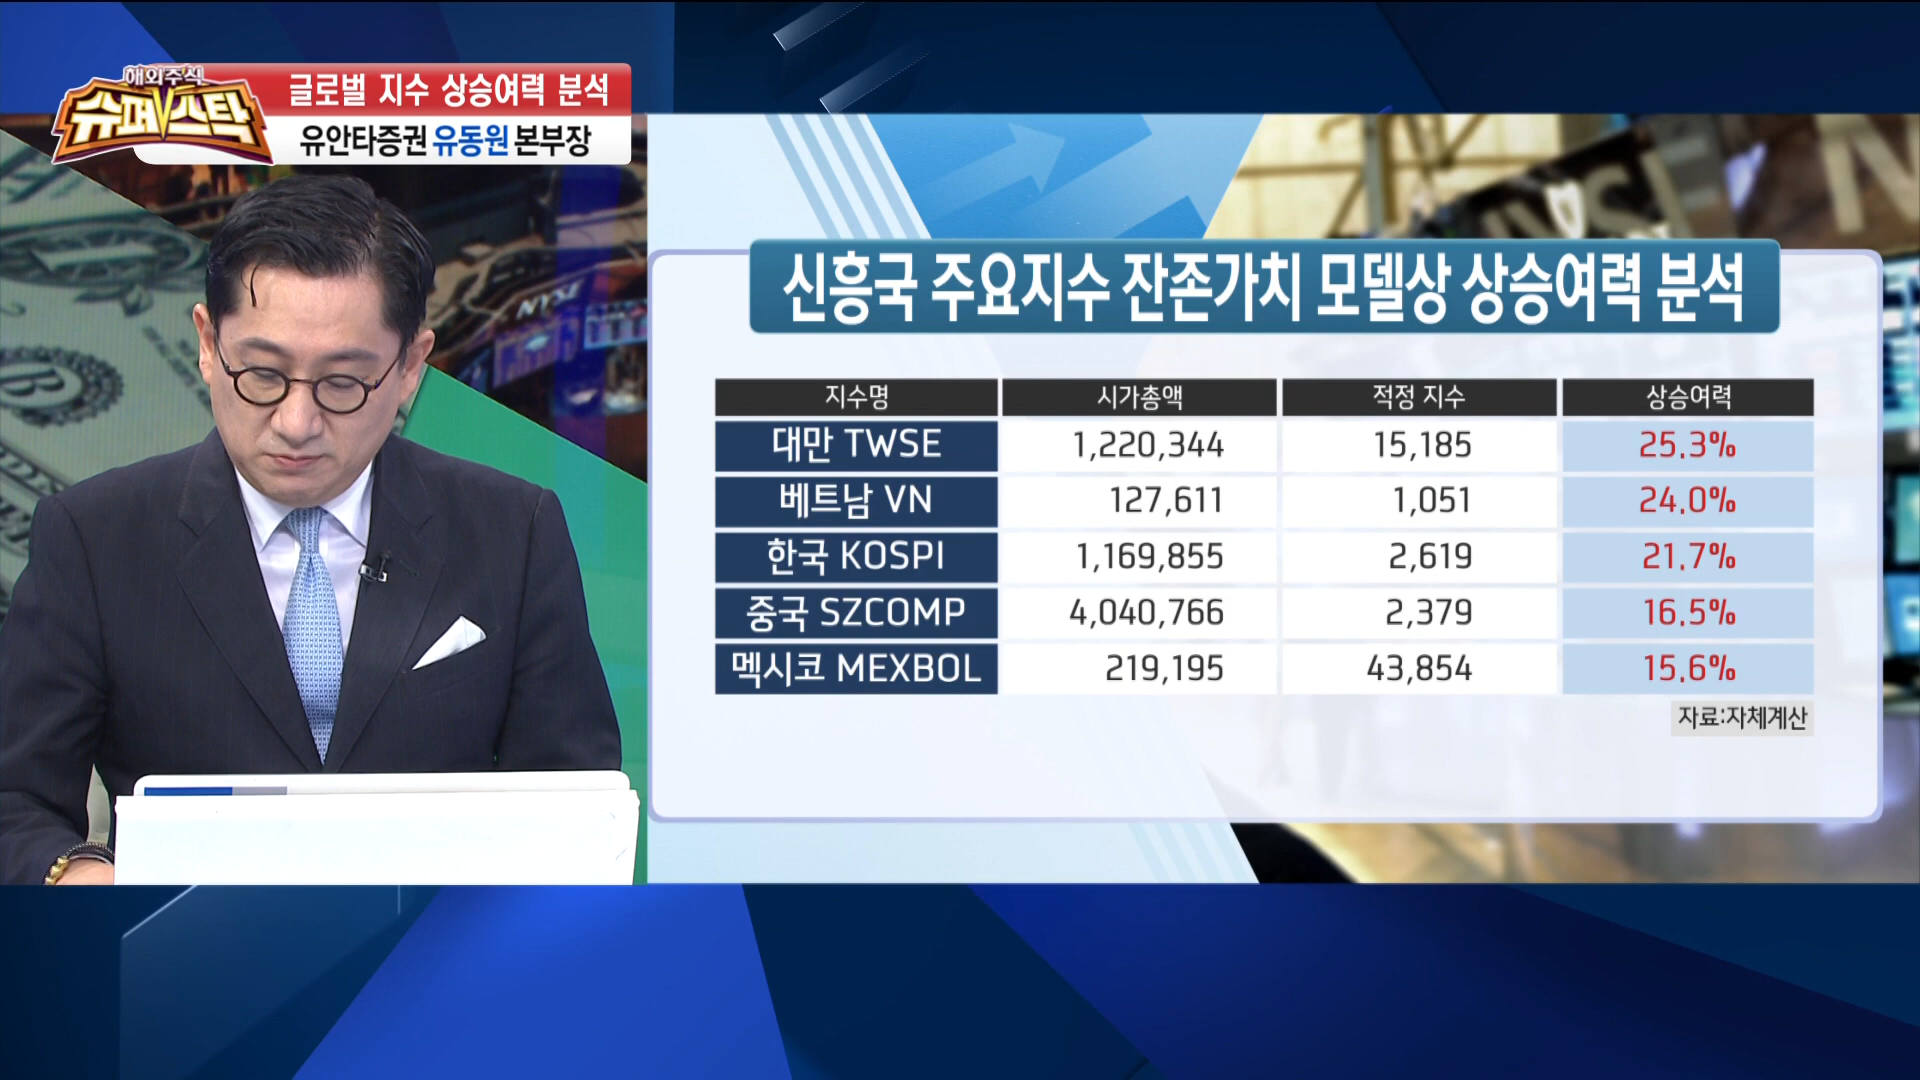 해외주식
슈퍼V스탁
글로벌 지수 상승여력 분석
유안타증권 유동원 본부장
NYSE
신흥국 주요지수 잔존가치 모델상 상승여력 분석
지수명 시가총액 적정 지수 상승여력
대만 TWSE 1,220,344 15,185 25.3%
베트남 VN 127,611 1,051 24.0%
한국 KOSPI 1,169,855 2,619 21.7%
중국 SZCOMP 4,040,766 2,379 16.5%
멕시코 MEXBOL 219,195 43,854 15.6%
자료:자체계산